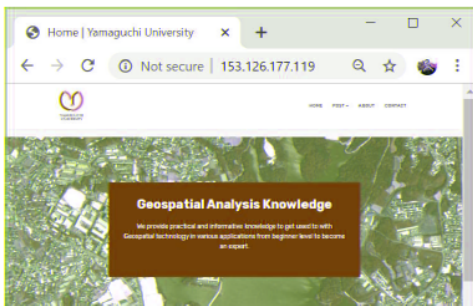 Home | Yamaguchi University
Not secure | 153.126.177.119
HOME POST ABOUT CONTACT
Geospatial Analysis Knowledge
We provide practical and informative knowledge to get used to with
Geospatial technology in various applications from beginner level to become
an expert.